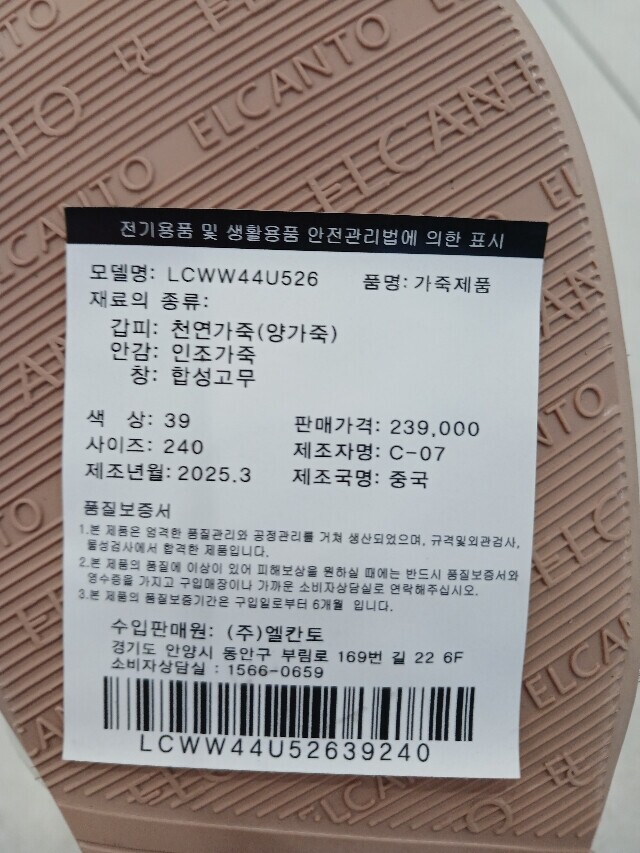 ELCANTO
ELCANTO
ELCANTO
전기용품 및 생활용품 안전관리법에 의한 표시
모델명: LCWW44U526 품명: 가죽제품
재료의 종류:
갑피: 천연가죽(양가죽)
안감: 인조가죽
창: 합성고무
색 상: 39 판매가격: 239,000
사이즈: 240 제조자명: C-07
제조년월: 2025.3 제조국명: 중국
품질보증서
1.본 제품은 엄격한 품질관리와 공정관리를 거쳐 생산되었으며, 규격및외관검사,
물성검사에서 합격한 제품입니다.
2.본 제품의 품질에 이상이 있어 피해보상을 원하실 때에는 반드시 품질보증서와
영수증을 가지고 구입매장이나 가까운 소비자상담실로 연락해주십시오.
3.본 제품의 품질보증기간은 구입일로부터 6개월 입니다.
수입판매원: (주)엘칸토
경기도 안양시 동안구 부림로 169번 길 22 6F
소비자상담실 : 1566-0659
LCWW44U52639240
ELCANTO